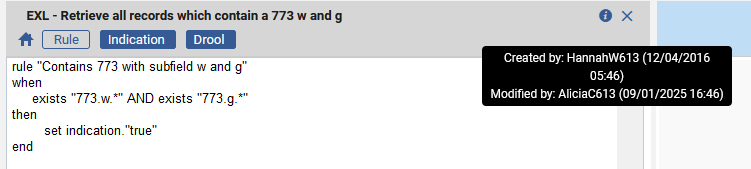 EXL - Retrieve all records which contain a 773 w and g
Rule Indication Drool
Created by: HannahW613 (12/04/2016
05:46)
Modified by: AliciaC613 (09/01/2025 16:46)
rule "Contains 773 with subfield w and g"
when
exists "773.w.*" AND exists "773.g.*"
then
set indication."true"
end